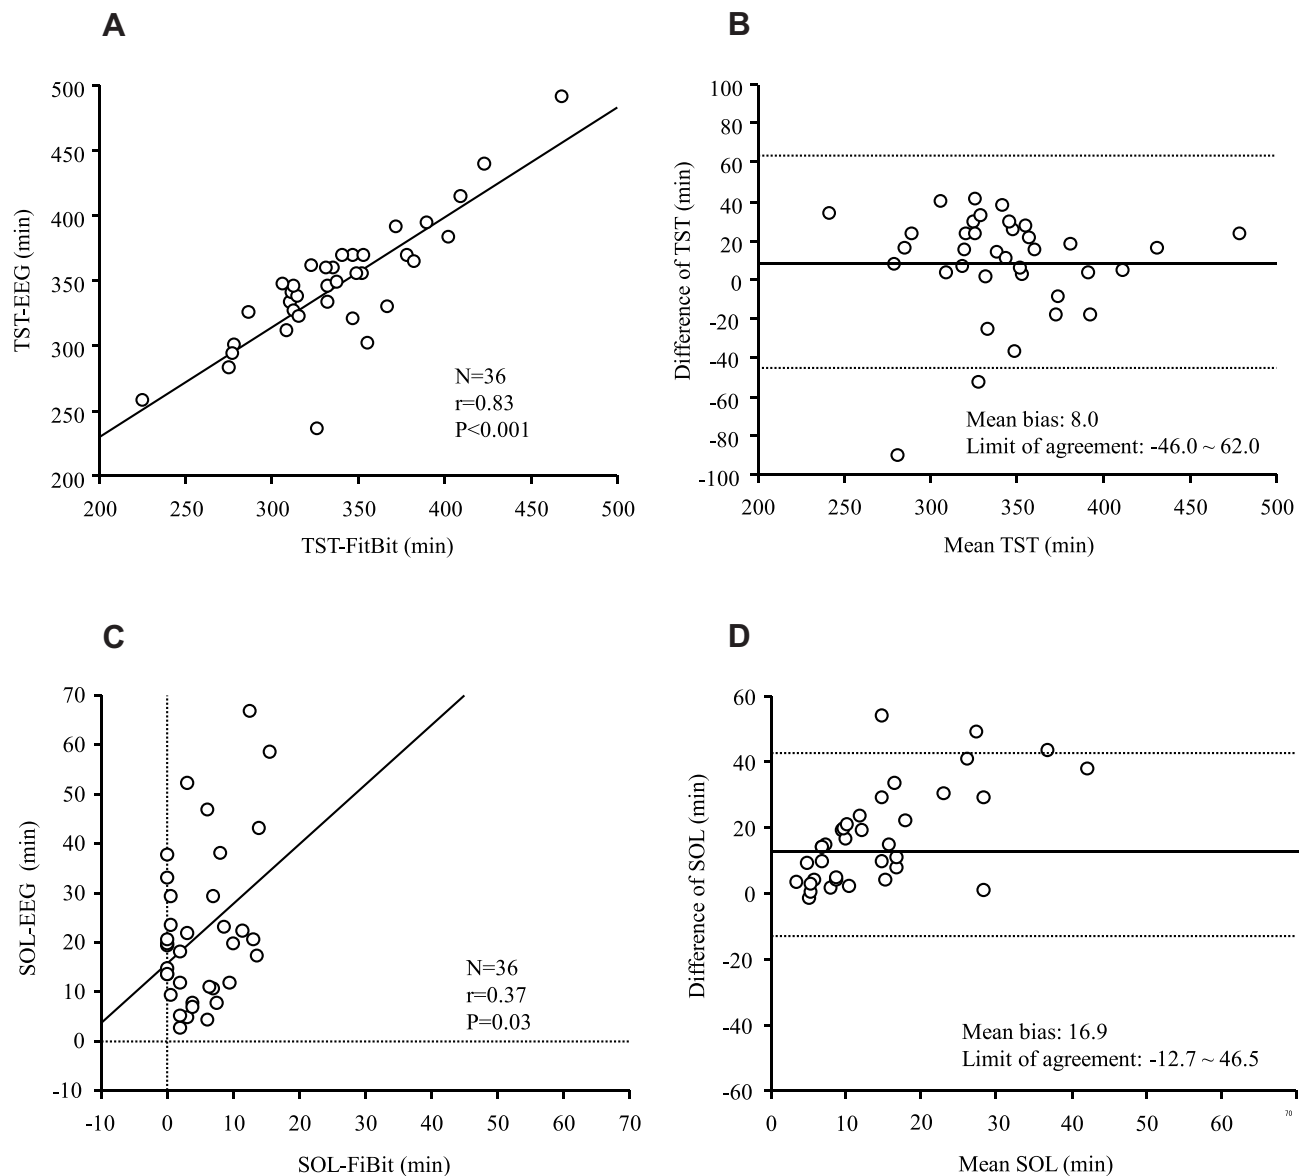 A
500
450
400
350
300
250
200
200
250
300
350
400
450
500
TST-EEG (min)
TST-FitBit (min)
N=36
r=0.83
P<0.001
B
100
80
60
40
20
0
-20
-40
-60
-80
-100
200
250
300
350
400
450
500
Difference of TST (min)
Mean TST (min)
Mean bias: 8.0
Limit of agreement: -46.0 ~ 62.0
C
70
60
50
40
30
20
10
0
-10
-10
0
10
20
30
40
50
60
70
SOL-EEG (min)
SOL-FiBit (min)
N=36
r=0.37
P=0.03
D
60
40
20
0
-20
-40
-60
0
10
20
30
40
50
60
70
Difference of SOL (min)
Mean SOL (min)
Mean bias: 16.9
Limit of agreement: -12.7 ~ 46.5